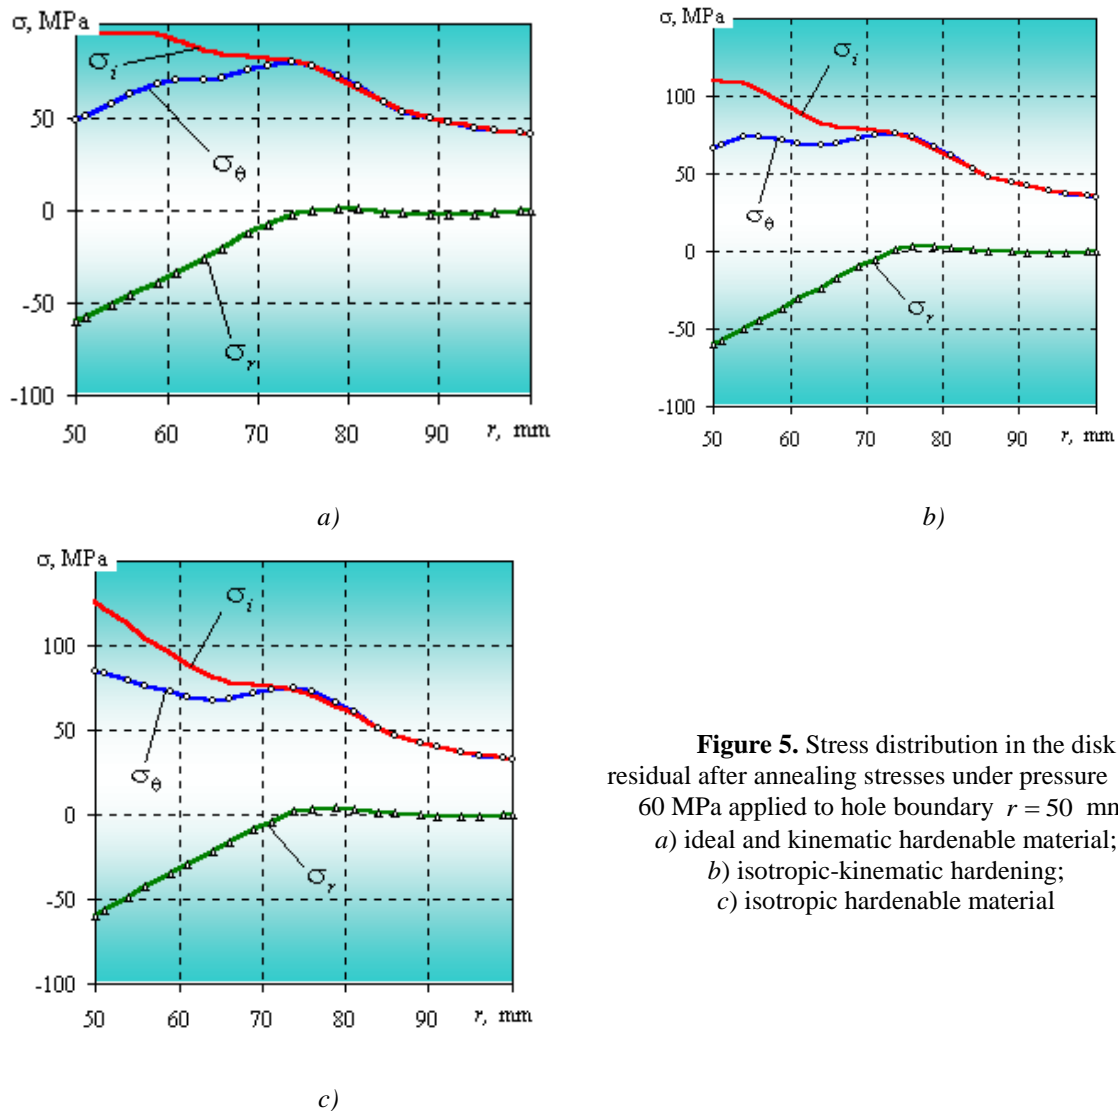 σ, MPa
σi
50
σθ
0
-50
σr
-100
50 60 70 80 90 r, mm
a)
σ, MPa
σi
100
50
σθ
0
σr
-50
-100
50 60 70 80 90 r, mm
b)
σ, MPa
σi
100
50
σθ
0
σr
-50
-100
50 60 70 80 90 r, mm
c)
Figure 5. Stress distribution in the disk
residual after annealing stresses under pressure
60 MPa applied to hole boundary r = 50
a) ideal and kinematic hardenable material;
b) isotropic-kinematic hardening;
c) isotropic hardenable material